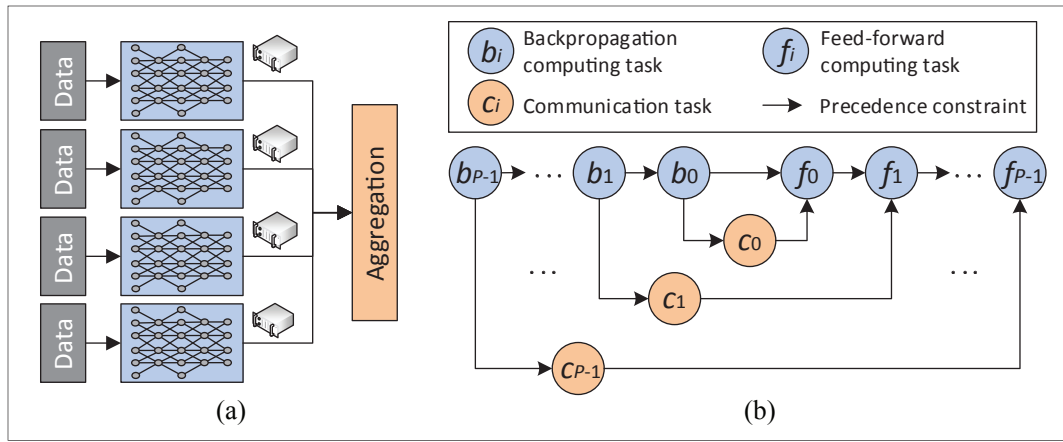 Data
Data
Data
Data
Aggregation
(a)
bi Backpropagation computing task
fi Feed-forward computing task
ci Communication task
Precedence constraint
bP-1 ... b1 b0 f0 f1 ... fP-1
c0
... ...
c1
cP-1
(b)